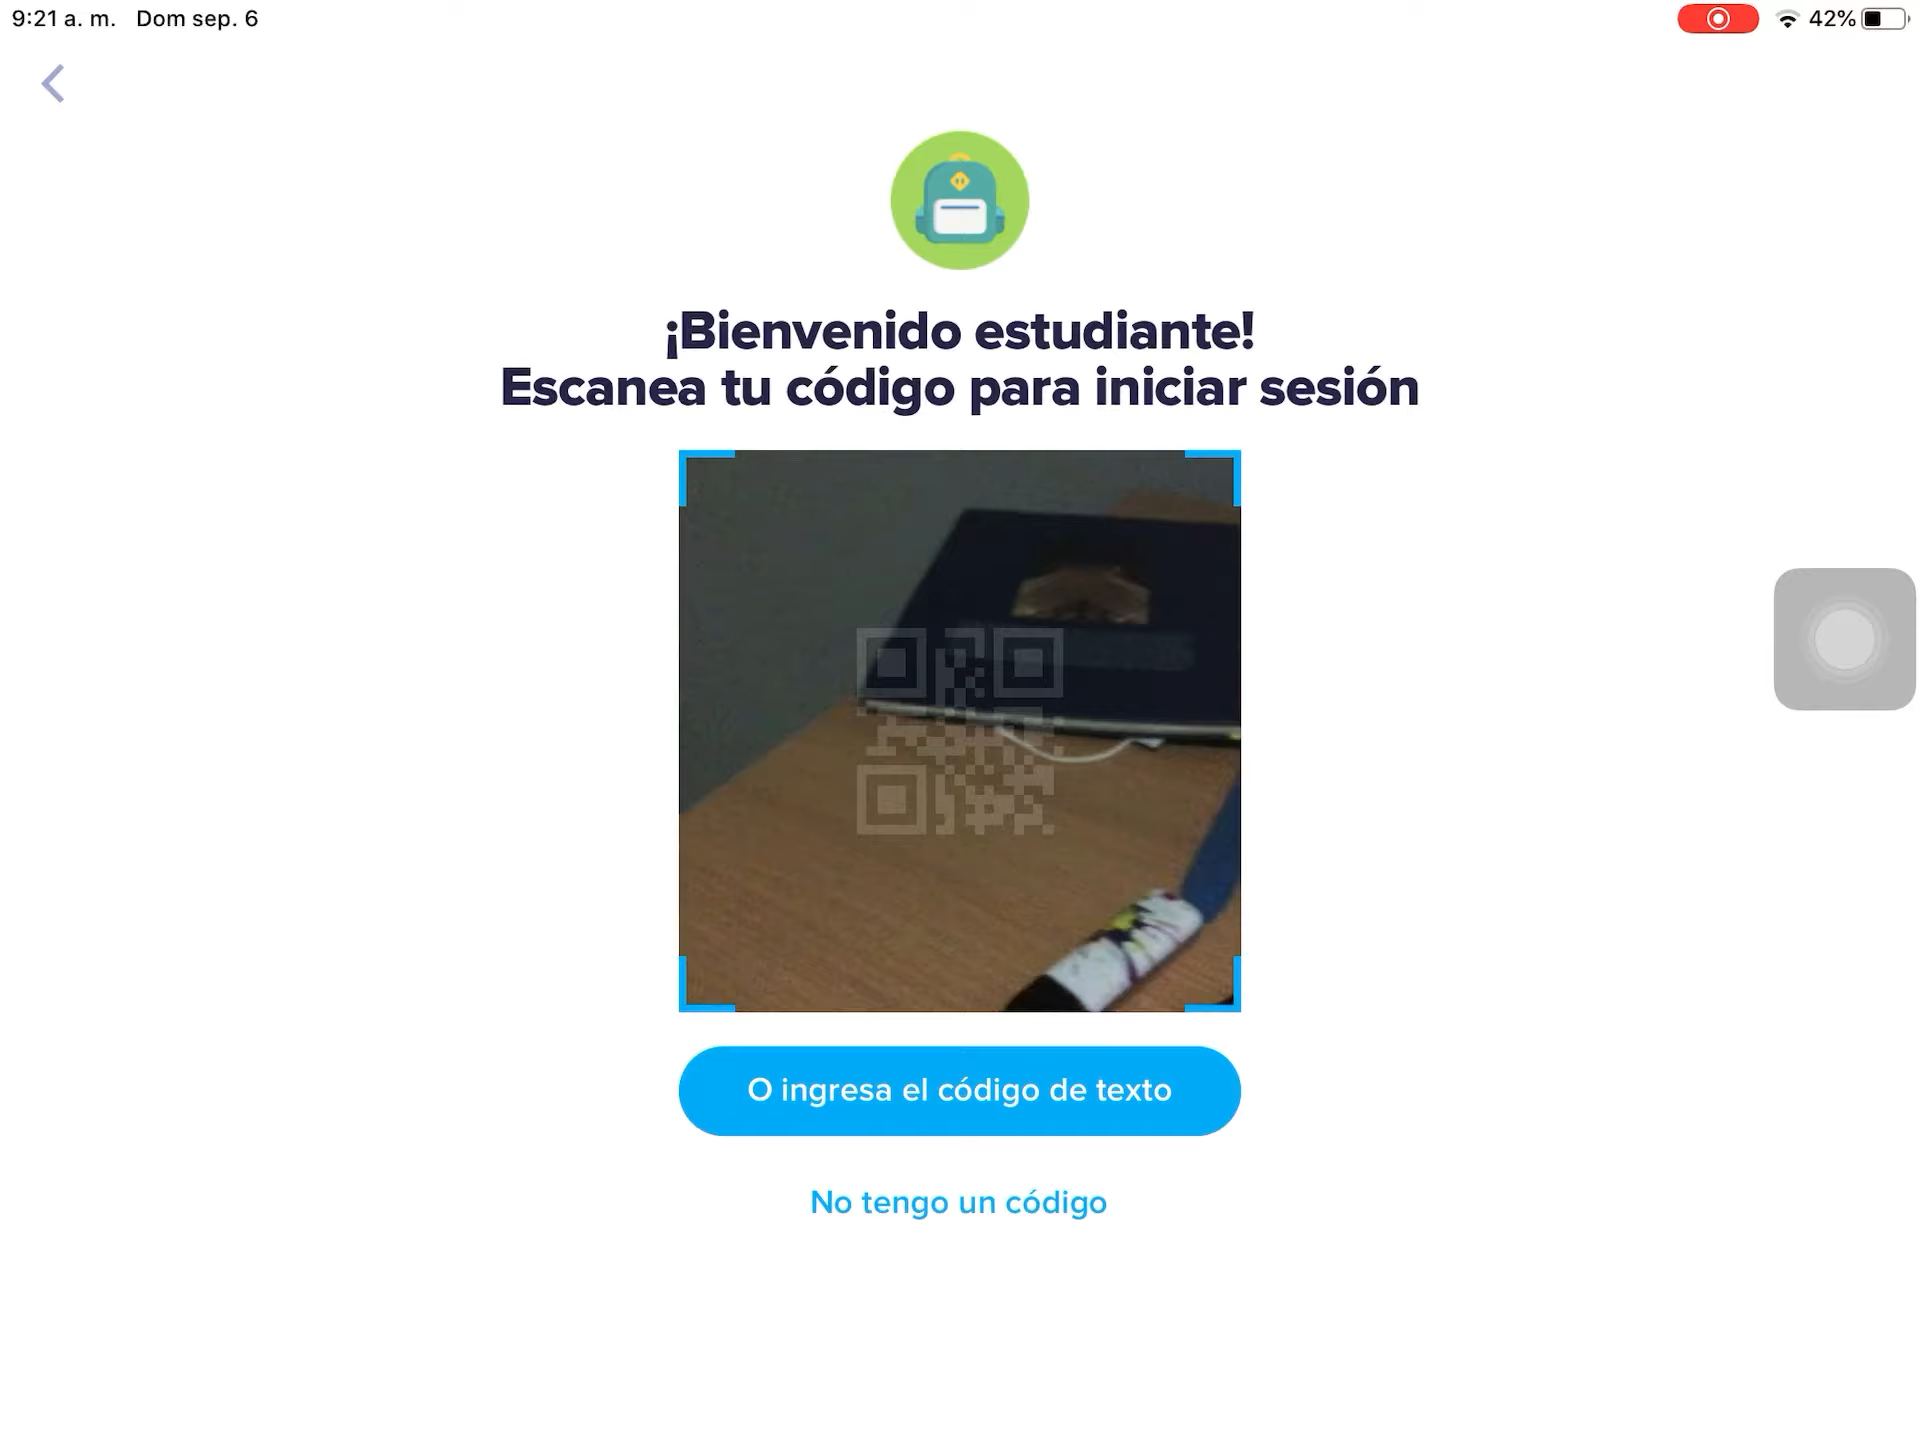 9:21 a. m. Dom sep. 6
42%
¡Bienvenido estudiante!
Escanea tu código para iniciar sesión
O ingresa el código de texto
No tengo un código